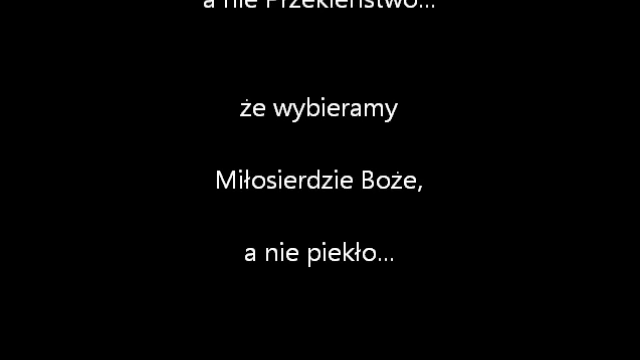 a nie Przekleństwo...
że wybieramy
Miłosierdzie Boże,
a nie piekło...